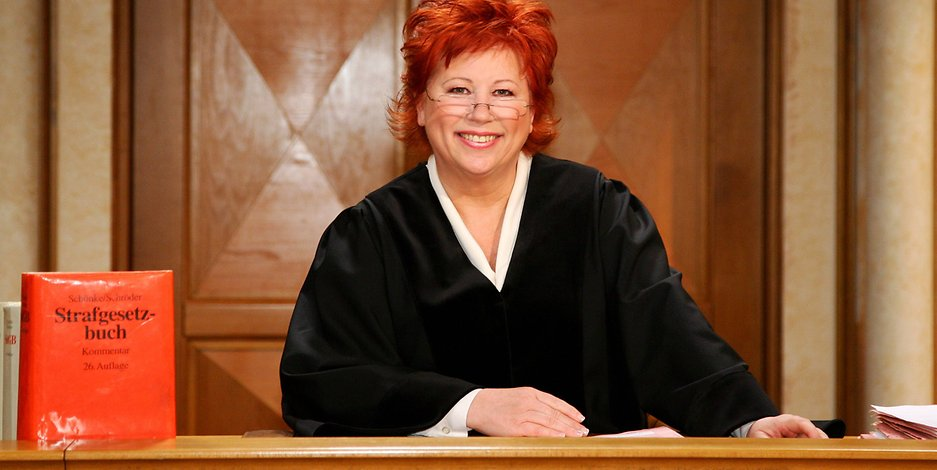 Schönke/Schröder
Strafgesetz-
buch
Kommentar
26. Auflage